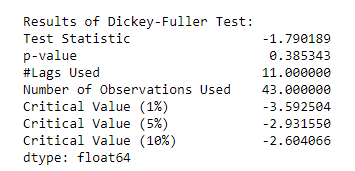 Results of Dickey-Fuller Test:
Test Statistic -1.790189
p-value 0.385343
#Lags Used 11.000000
Number of Observations Used 43.000000
Critical Value (1%) -3.592504
Critical Value (5%) -2.931550
Critical Value (10%) -2.604066
dtype: float64